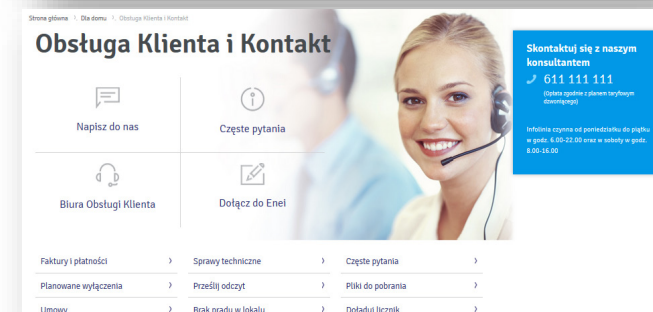 Strona główna > Dla domu > Obsługa Klienta i Kontakt
Obsługa Klienta i Kontakt
Napisz do nas
Częste pytania
Biura Obsługi Klienta
Dołącz do Enei
Skontaktuj się z naszym
konsultantem
611 111 111
(Opłata zgodnie z planem taryfowym
dzwoniącego)
Infolinia czynna od poniedziałku do piątku
w godz. 6.00-22.00 oraz w soboty w godz.
8.00-16.00
Faktury i płatności > Sprawy techniczne > Częste pytania >
Planowane wyłączenia > Prześlij odczyt > Pliki do pobrania >
Umowy > Brak prądu w lokalu > Doładuj licznik >